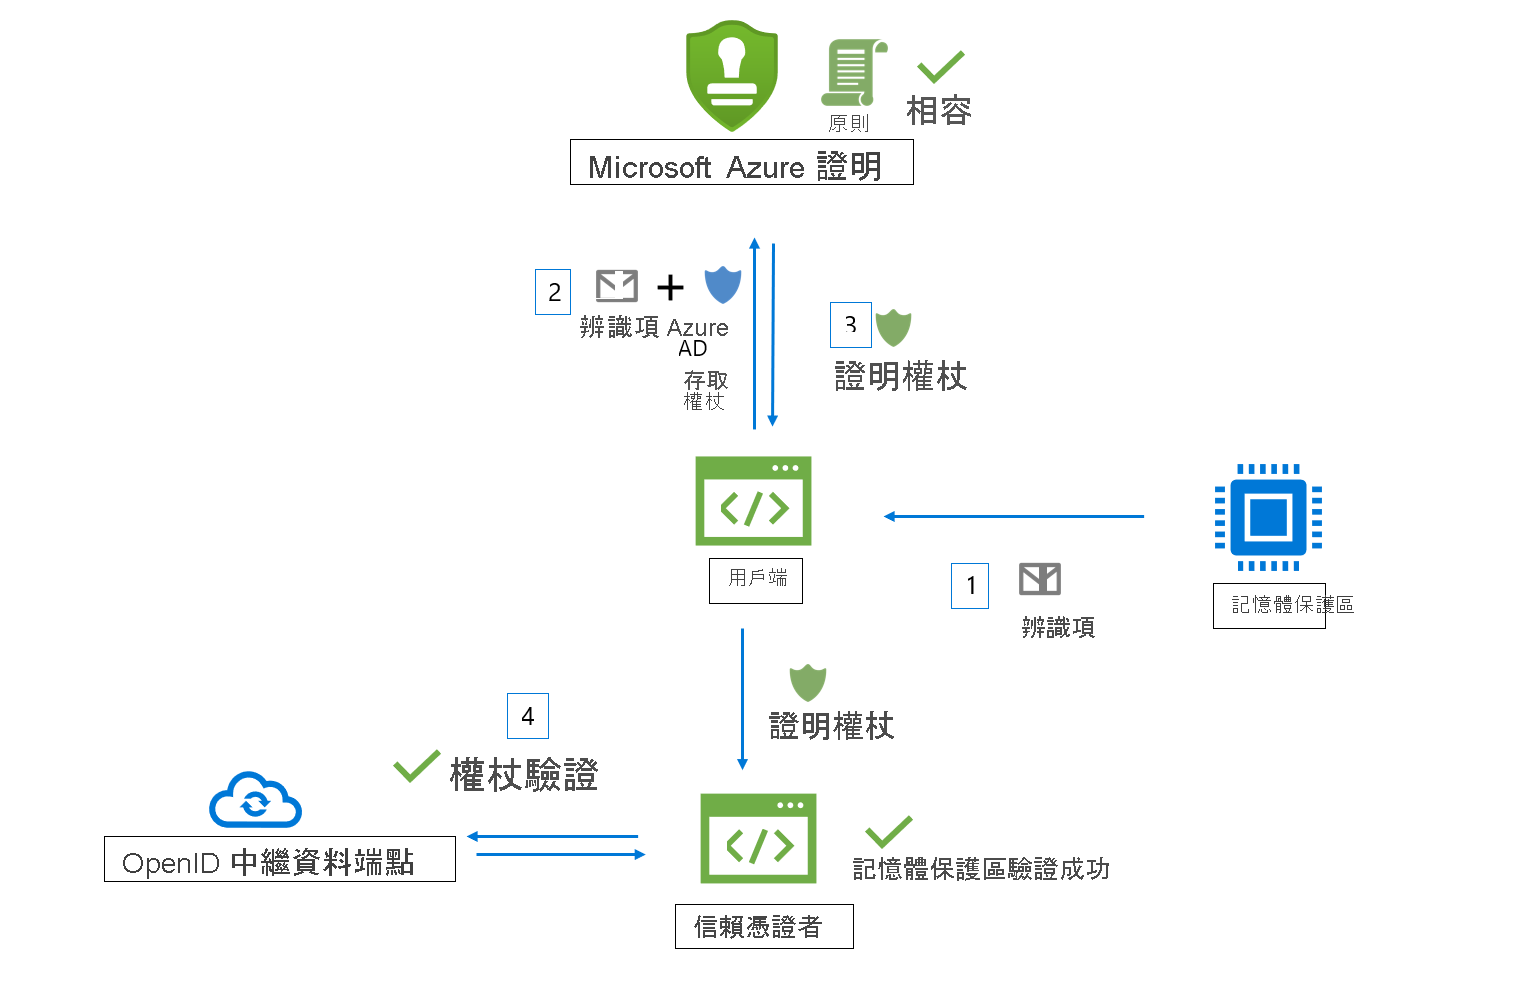 原則
相容
Microsoft Azure 證明
2
辨識項 Azure
AD
存取
權杖
3
證明權杖
用戶端
1
辨識項
記憶體保護區
證明權杖
4
權杖驗證
OpenID 中繼資料端點
記憶體保護區驗證成功
信賴憑證者